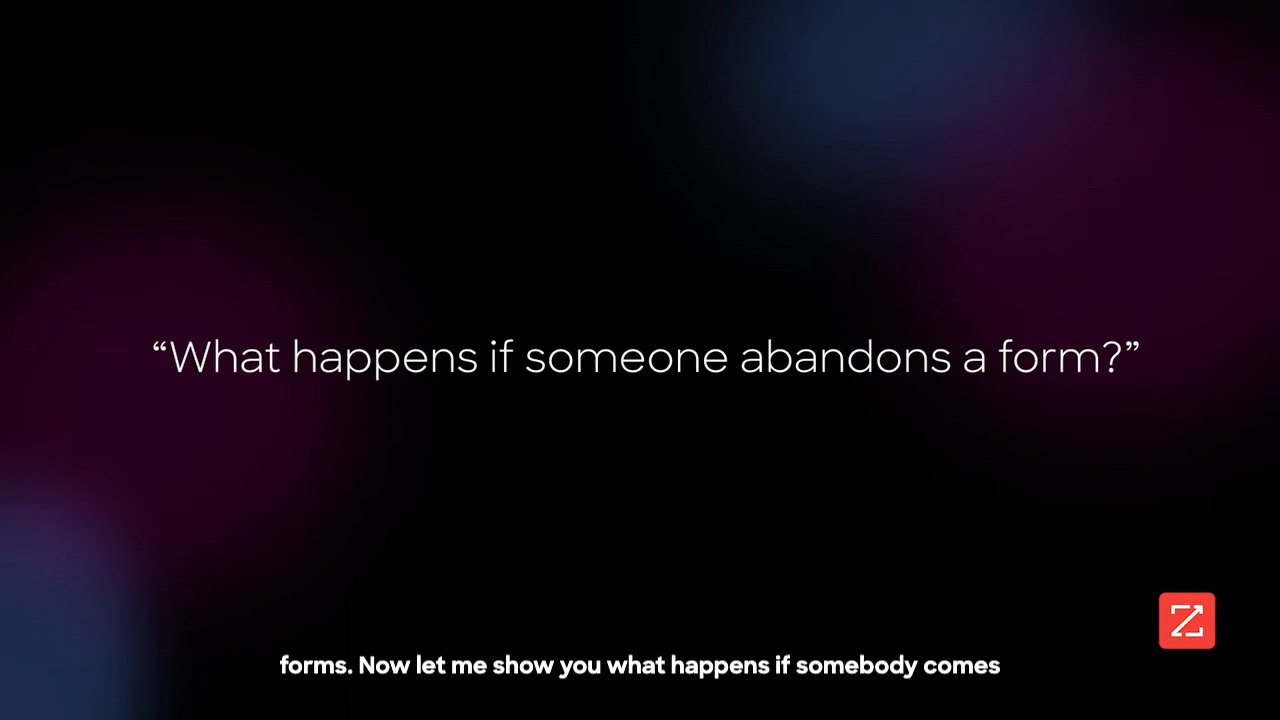 “What happens if someone abandons a form?”
forms. Now let me show you what happens if somebody comes